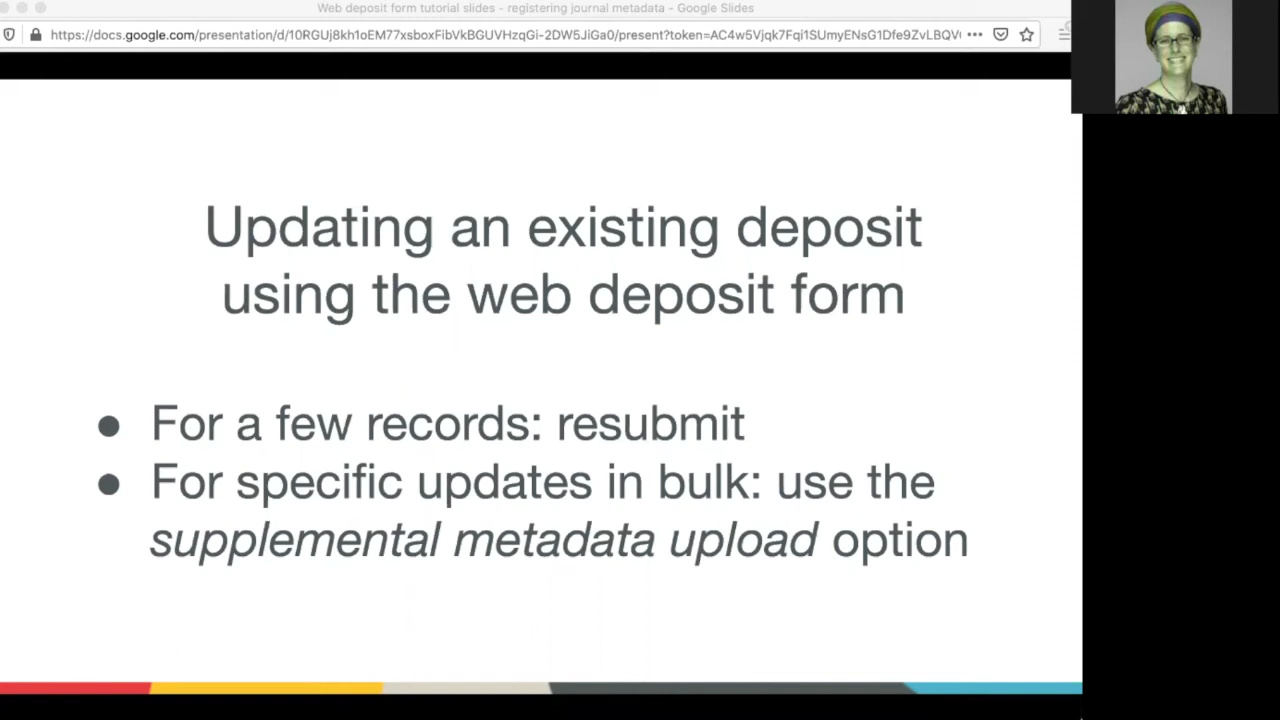 Web deposit form tutorial slides - registering journal metadata - Google Slides
https://docs.google.com/presentation/d/10RGUj8kh1oEM77xsboxFibVkBGUVHzqGi-2DW5JiGa0/present?token=AC4w5Vjqk7Fqi1SUmyENsG1Dfe9ZvLBQV
Updating an existing deposit
using the web deposit form
● For a few records: resubmit
● For specific updates in bulk: use the
supplemental metadata upload option